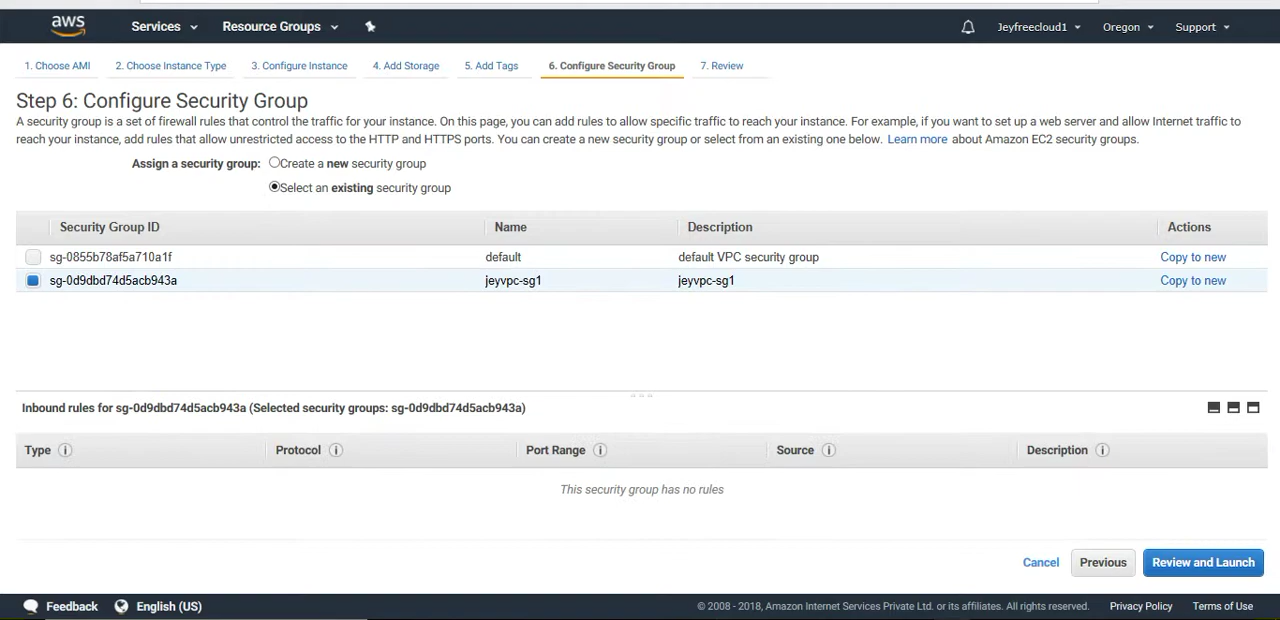 aws Services Resource Groups Jeyfreecloud1 Oregon Support
1. Choose AMI 2. Choose Instance Type 3. Configure Instance 4. Add Storage 5. Add Tags 6. Configure Security Group 7. Review
Step 6: Configure Security Group
A security group is a set of firewall rules that control the traffic for your instance. On this page, you can add rules to allow specific traffic to reach your instance. For example, if you want to set up a web server and allow Internet traffic to
reach your instance, add rules that allow unrestricted access to the HTTP and HTTPS ports. You can create a new security group or select from an existing one below. Learn more about Amazon EC2 security groups.
Assign a security group: Create a new security group
Select an existing security group
Security Group ID Name Description Actions
sg-0855b78af5a710a1f default default VPC security group Copy to new
sg-0d9dbd74d5acb943a jeyvpc-sg1 jeyvpc-sg1 Copy to new
Inbound rules for sg-0d9dbd74d5acb943a (Selected security groups: sg-0d9dbd74d5acb943a)
Type i Protocol i Port Range i Source i Description i
This security group has no rules
Cancel Previous Review and Launch
Feedback English (US) © 2008 - 2018, Amazon Internet Services Private Ltd. or its affiliates. All rights reserved. Privacy Policy Terms of Use